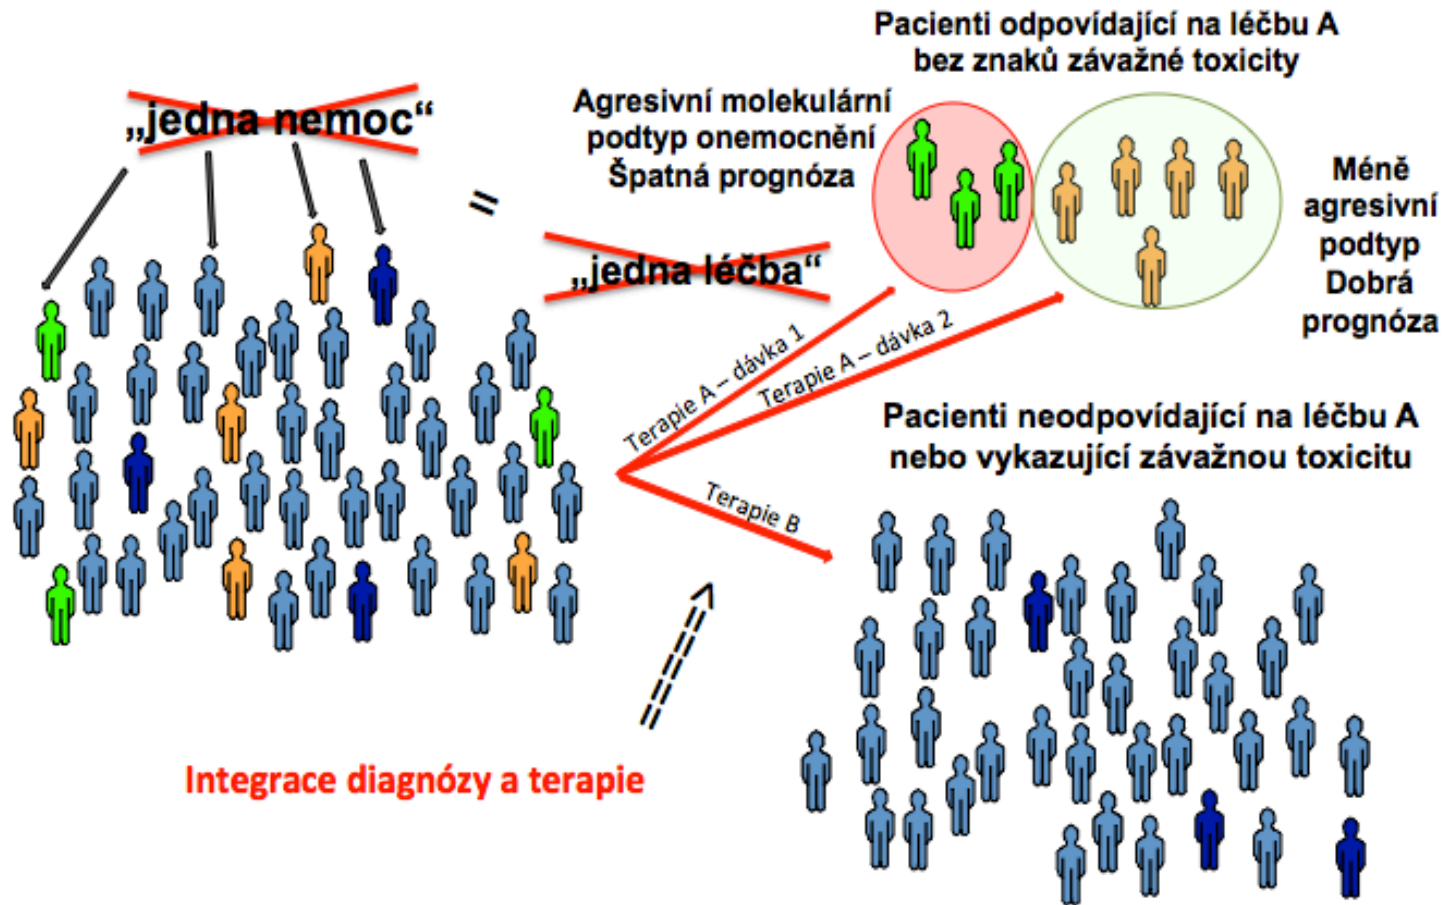 „jedna nemoc“
=
„jedna léčba“
Agresivní molekulární
podtyp onemocnění
Špatná prognóza
Pacienti odpovídající na léčbu A
bez znaků závažné toxicity
Méně
agresivní
podtyp
Dobrá
prognóza
Terapie A – dávka 1
Terapie A – dávka 2
Terapie B
Pacienti neodpovídající na léčbu A
nebo vykazující závažnou toxicitu
Integrace diagnózy a terapie